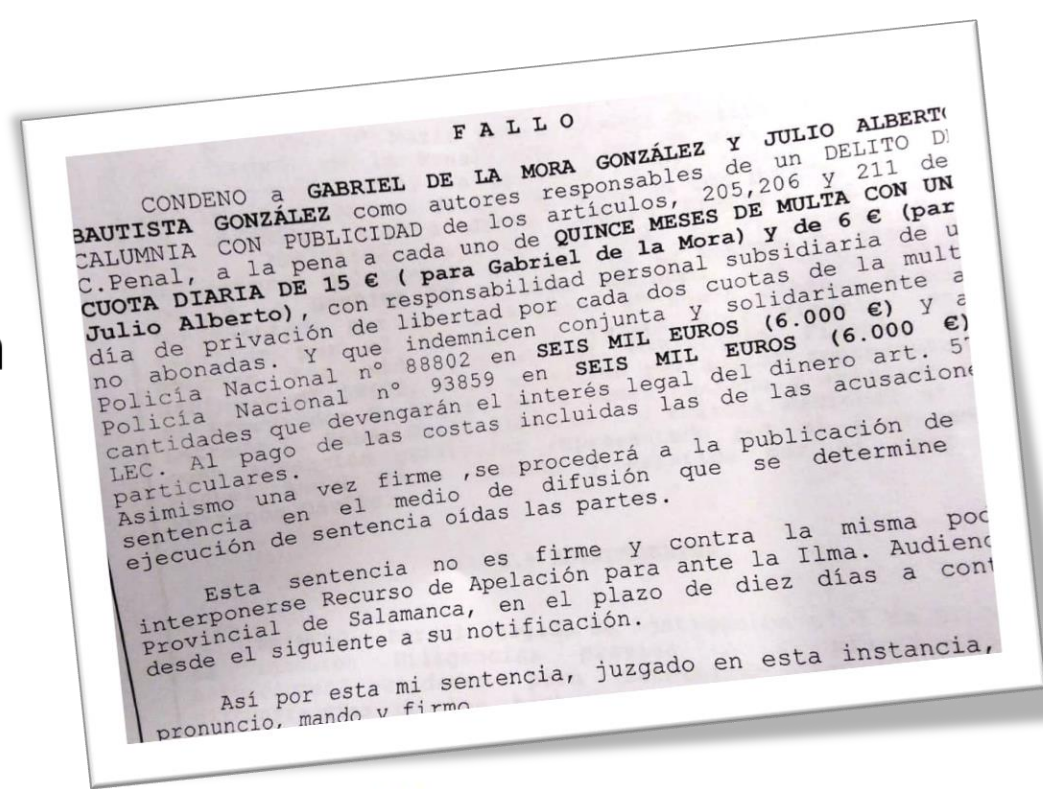 F A L L O
CONDENO a GABRIEL DE LA MORA GONZÁLEZ Y JULIO ALBERTO
BAUTISTA GONZÁLEZ como autores responsables de un DELITO DE
CALUMNIA CON PUBLICIDAD de los artículos, 205,206 y 211 de
C.Penal, a la pena a cada uno de QUINCE MESES DE MULTA CON UN
CUOTA DIARIA DE 15 € ( para Gabriel de la Mora) y de 6 € (par
Julio Alberto), con responsabilidad personal subsidiaria de u
día de privación de libertad por cada dos cuotas de la mult
no abonadas. Y que indemnicen conjunta y solidariamente a
Policía Nacional nº 88802 en SEIS MIL EUROS (6.000 €) y a
Policía Nacional nº 93859 en SEIS MIL EUROS (6.000 €)
cantidades que devengarán el interés legal del dinero art. 57
LEC. Al pago de las costas incluidas las de las acusacione
particulares.
Asimismo una vez firme ,se procederá a la publicación de
sentencia en el medio de difusión que se determine
ejecución de sentencia oídas las partes.
Esta sentencia no es firme y contra la misma pod
interponerse Recurso de Apelación para ante la Ilma. Audienc
Provincial de Salamanca, en el plazo de diez días a cont
desde el siguiente a su notificación.
Así por esta mi sentencia, juzgado en esta instancia,
pronuncio, mando y firmo